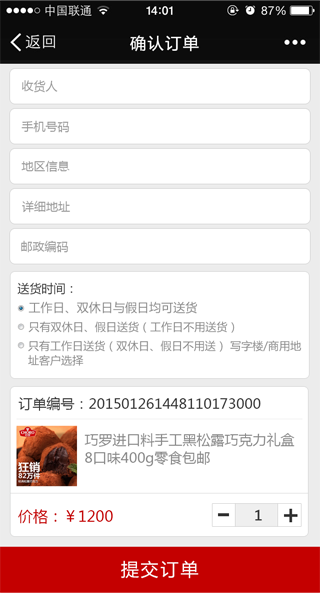 中国联通 14:01 87%
返回 确认订单
收货人
手机号码
地区信息
详细地址
邮政编码
送货时间：
工作日、双休日与假日均可送货
只有双休日、假日送货（工作日不用送货）
只有工作日送货（双休日、假日不用送） 写字楼/商用地
址客户选择
订单编号：201501261448110173000
狂销
82万件
巧罗进口料手工黑松露巧克力礼盒
8口味400g零食包邮
价格：￥1200
1
提交订单